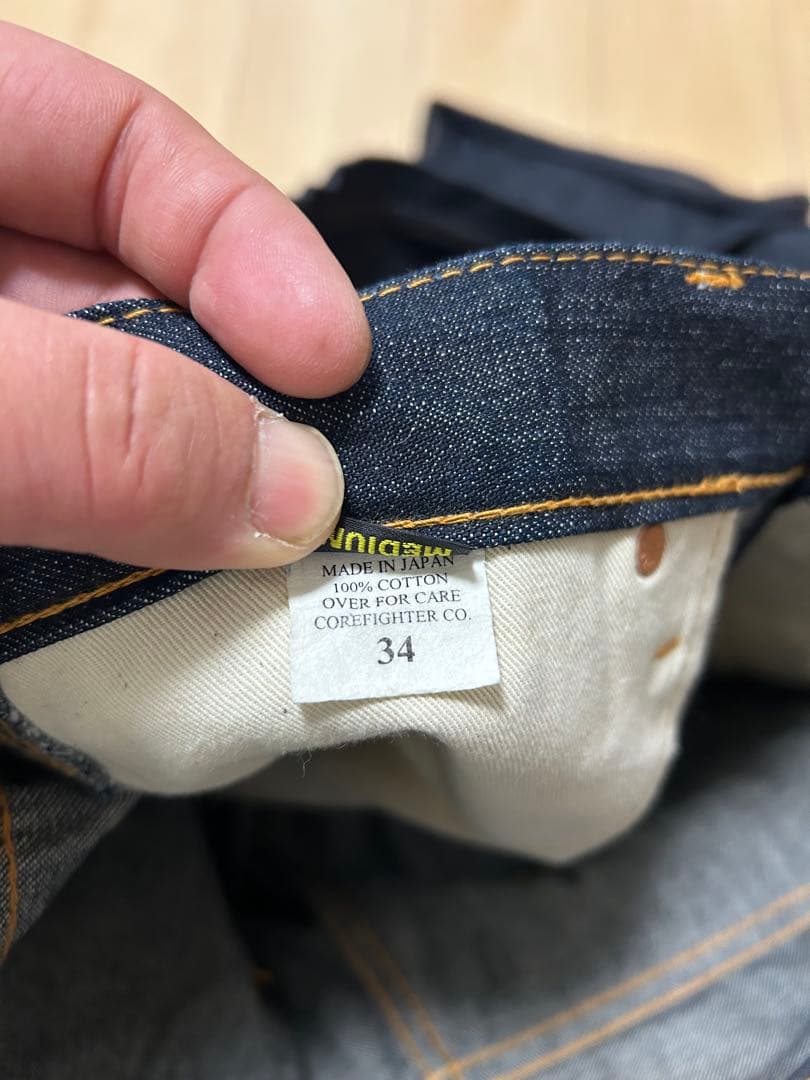 MEDIUM
MADE IN JAPAN
100% COTTON
OVER FOR CARE
COREFIGHTER CO.
34